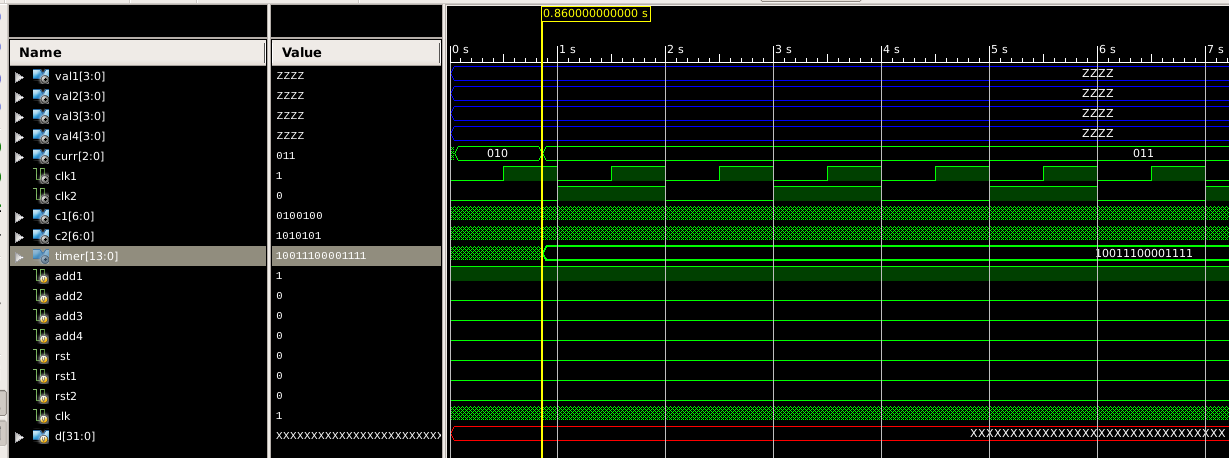 0.860000000000 s
Name Value 0 s 1 s 2 s 3 s 4 s 5 s 6 s 7 s
val1[3:0] ZZZZ ZZZZ
val2[3:0] ZZZZ ZZZZ
val3[3:0] ZZZZ ZZZZ
val4[3:0] ZZZZ ZZZZ
curr[2:0] 011 010 011
clk1 1
clk2 0
c1[6:0] 0100100
c2[6:0] 1010101
timer[13:0] 10011100001111 10011100001111
add1 1
add2 0
add3 0
add4 0
rst 0
rst1 0
rst2 0
clk 1
d[31:0]